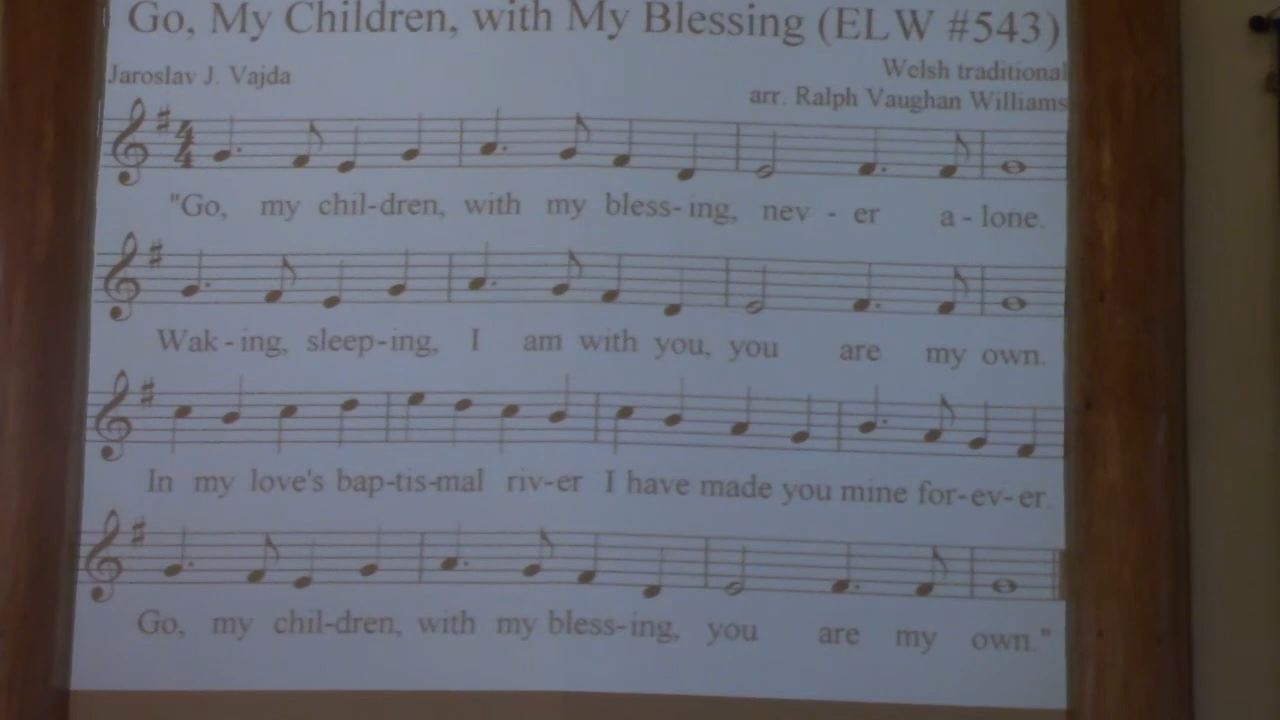 Go, My Children, with My Blessing (ELW #543)
Jaroslav J. Vajda
Welsh traditional
arr. Ralph Vaughan Williams
4
4
"Go, my chil-dren, with my bless-ing, nev - er a - lone.
Wak - ing, sleep-ing, I am with you, you are my own.
In my love's bap-tis-mal riv-er I have made you mine for-ev-er
Go, my chil-dren, with my bless-ing, you are my own."